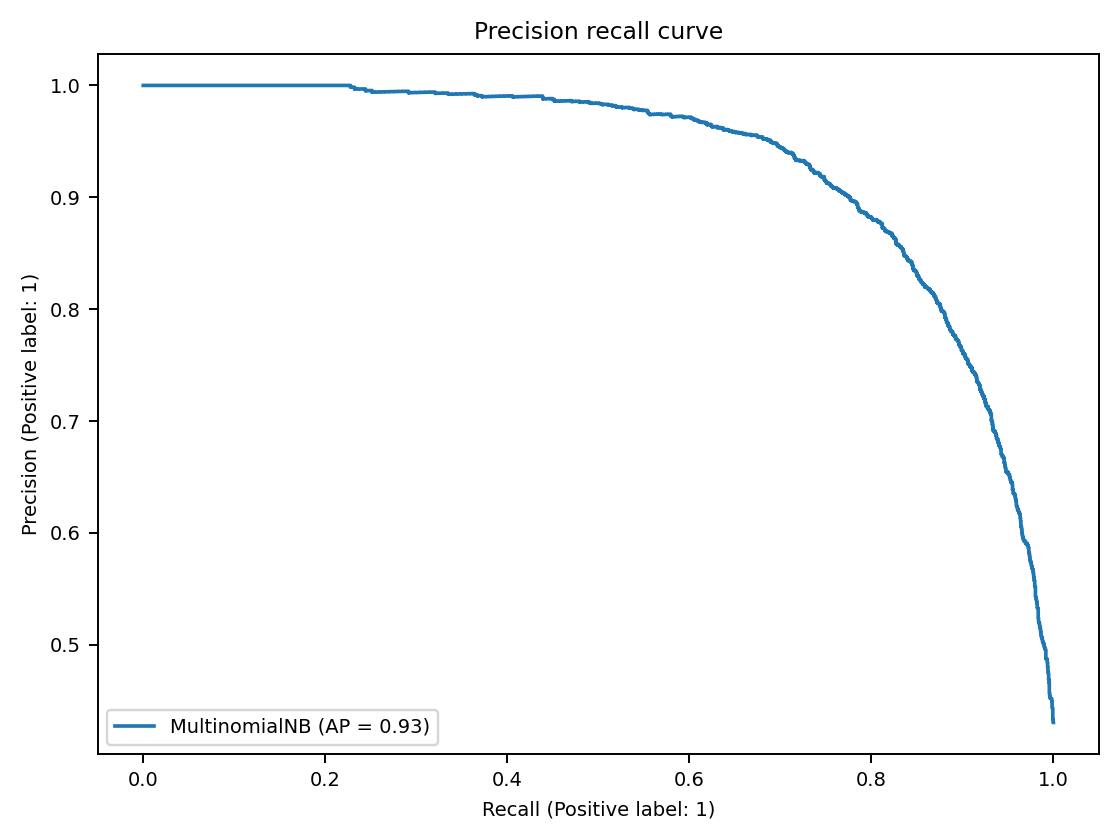 Precision recall curve
1.0
0.9
0.8
0.7
0.6
0.5
Precision (Positive label: 1)
MultinomialNB (AP = 0.93)
0.0 0.2 0.4 0.6 0.8 1.0
Recall (Positive label: 1)